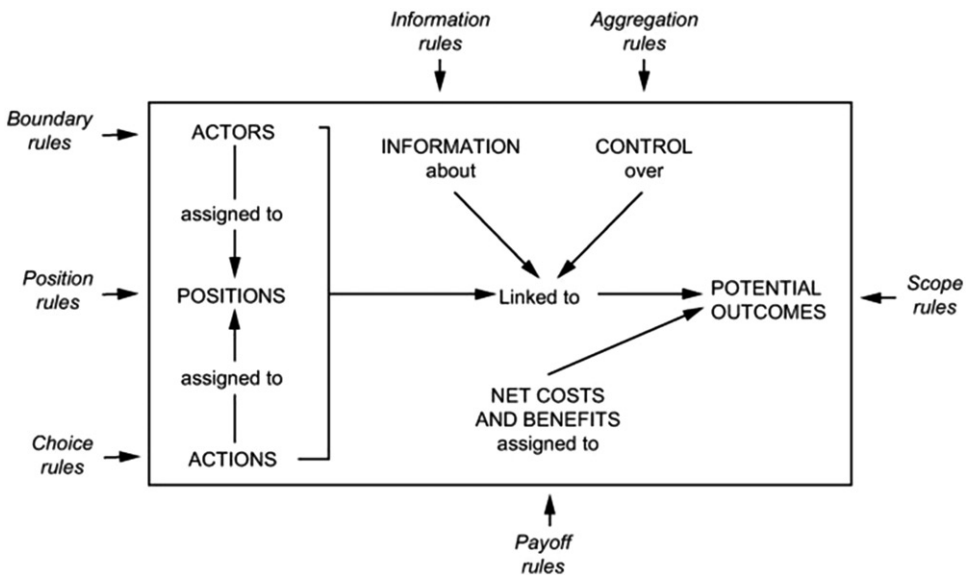 Information
rules
Aggregation
rules
Boundary
rules
ACTORS
INFORMATION
about
CONTROL
over
assigned to
Position
rules
POSITIONS
Linked to
POTENTIAL
OUTCOMES
Scope
rules
assigned to
NET COSTS
AND BENEFITS
assigned to
Choice
rules
ACTIONS
Payoff
rules